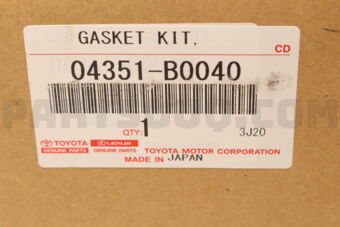 GASKET KIT,
CD
04351-B0040
QTY: 1
3J20
TOYOTA
GENUINE PARTS
LEXUS
GENUINE PARTS
TOYOTA MOTOR CORPORATION
MADE IN JAPAN